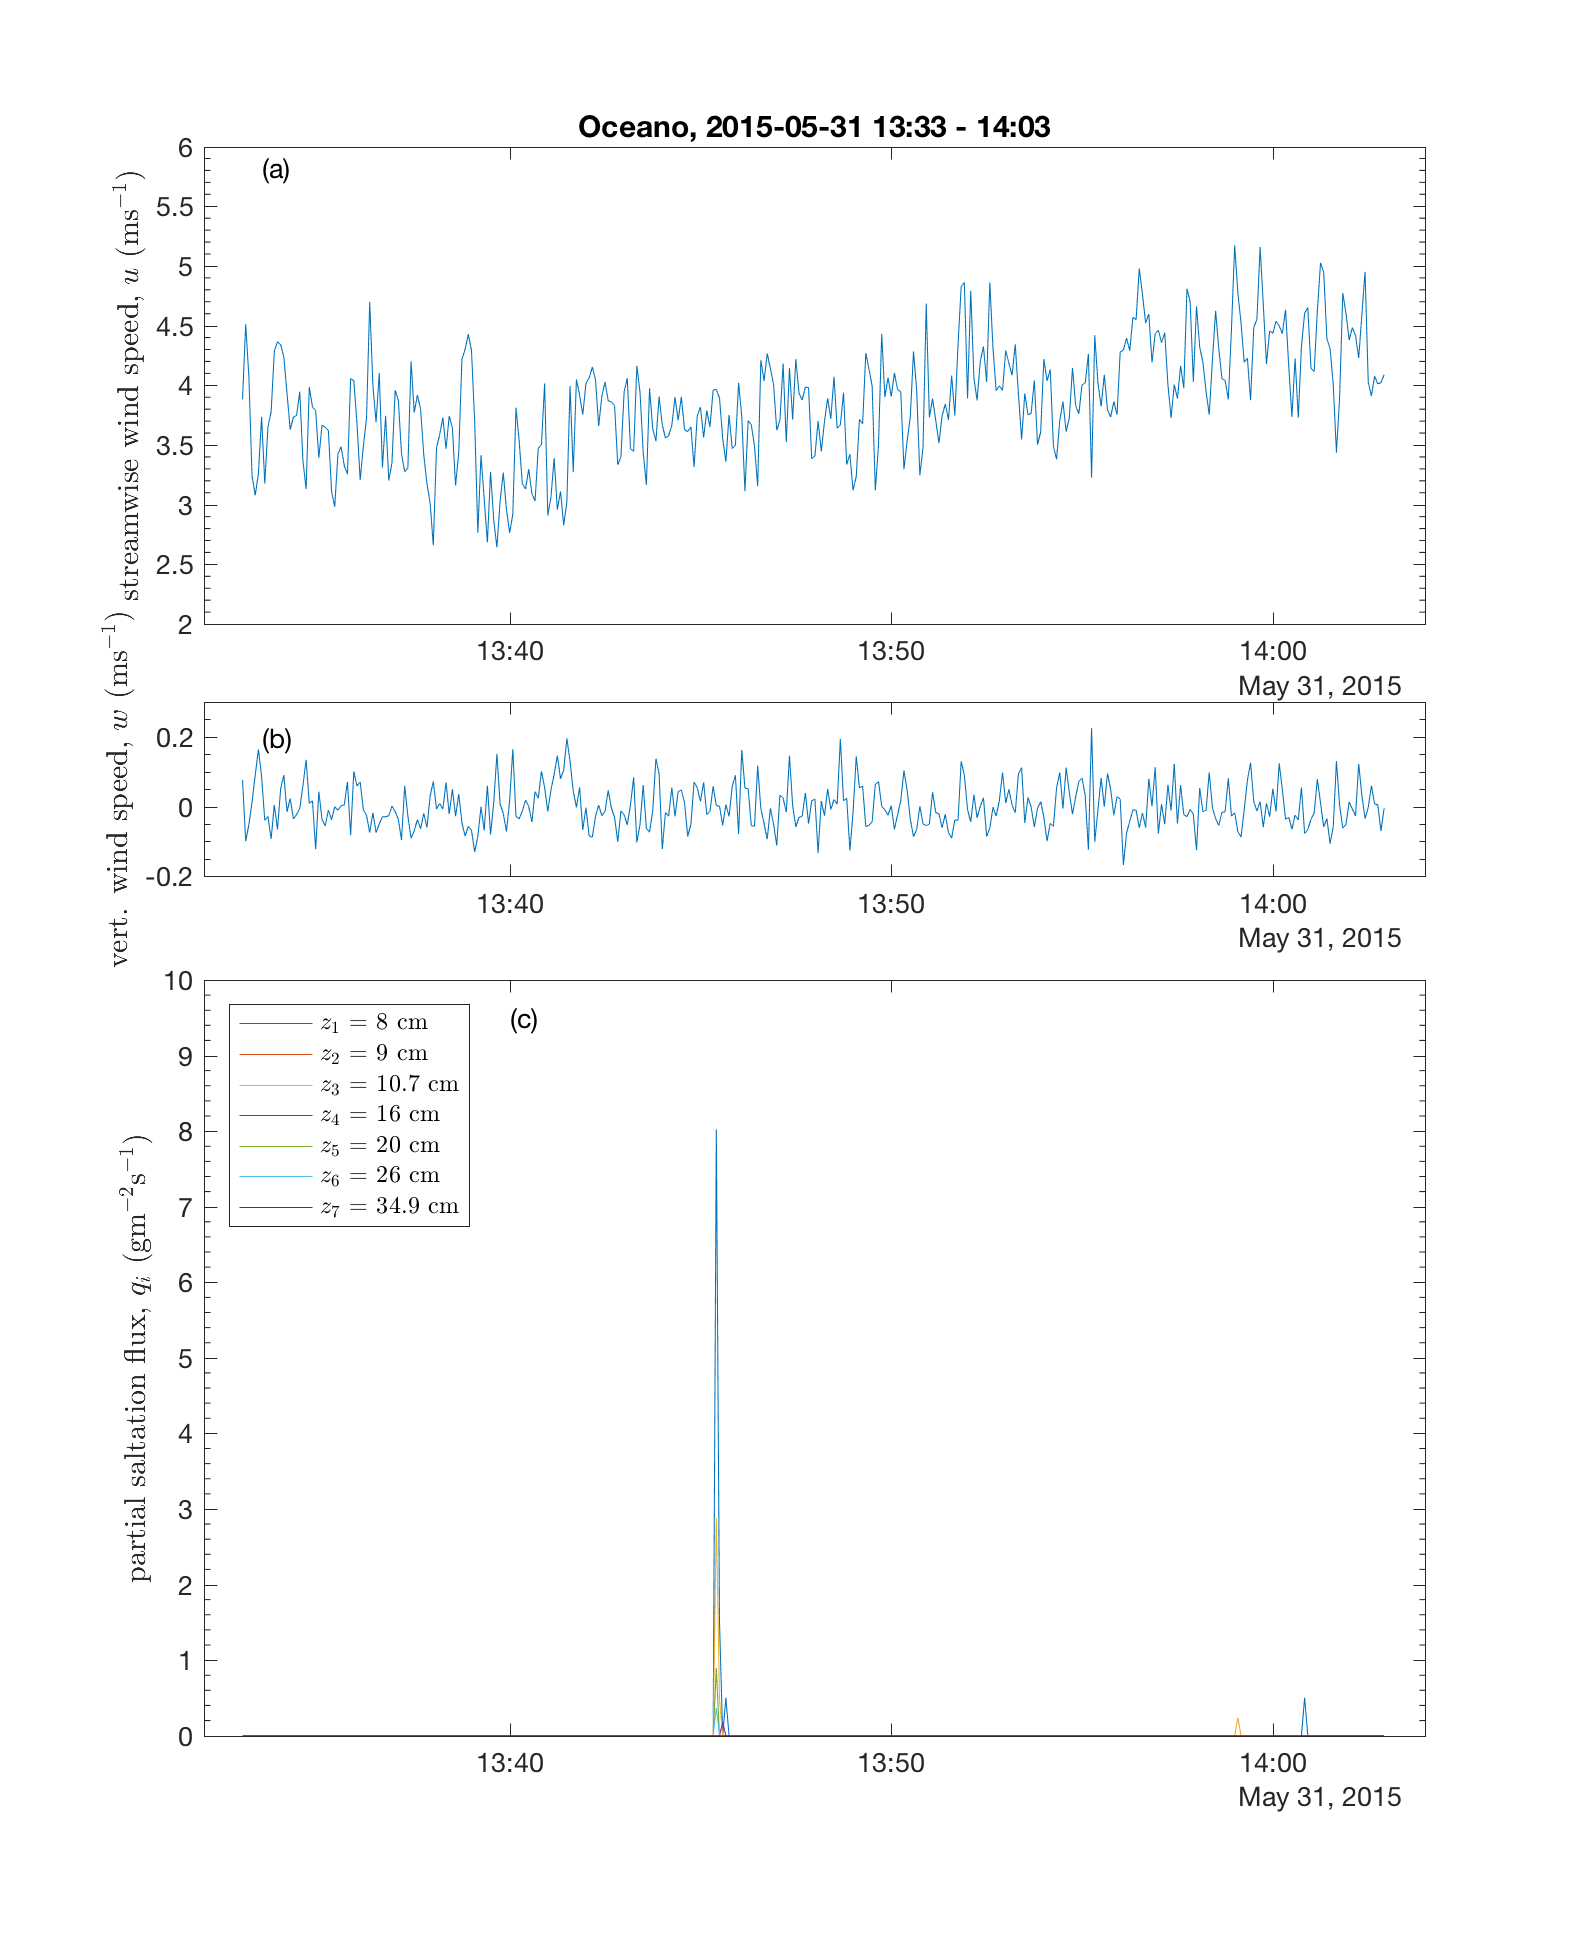 Oceano, 2015-05-31 13:33 - 14:03
(a)
streamwise wind speed, u (ms⁻¹)
6
5.5
5
4.5
4
3.5
3
2.5
2
13:40 13:50 14:00
May 31, 2015
(b)
vert. wind speed, w (ms⁻¹)
0.2
0
-0.2
13:40 13:50 14:00
May 31, 2015
(c)
partial saltation flux, qᵢ (gm⁻²s⁻¹)
10
9
8
7
6
5
4
3
2
1
0
z₁ = 8 cm
z₂ = 9 cm
z₃ = 10.7 cm
z₄ = 16 cm
z₅ = 20 cm
z₆ = 26 cm
z₇ = 34.9 cm
13:40 13:50 14:00
May 31, 2015